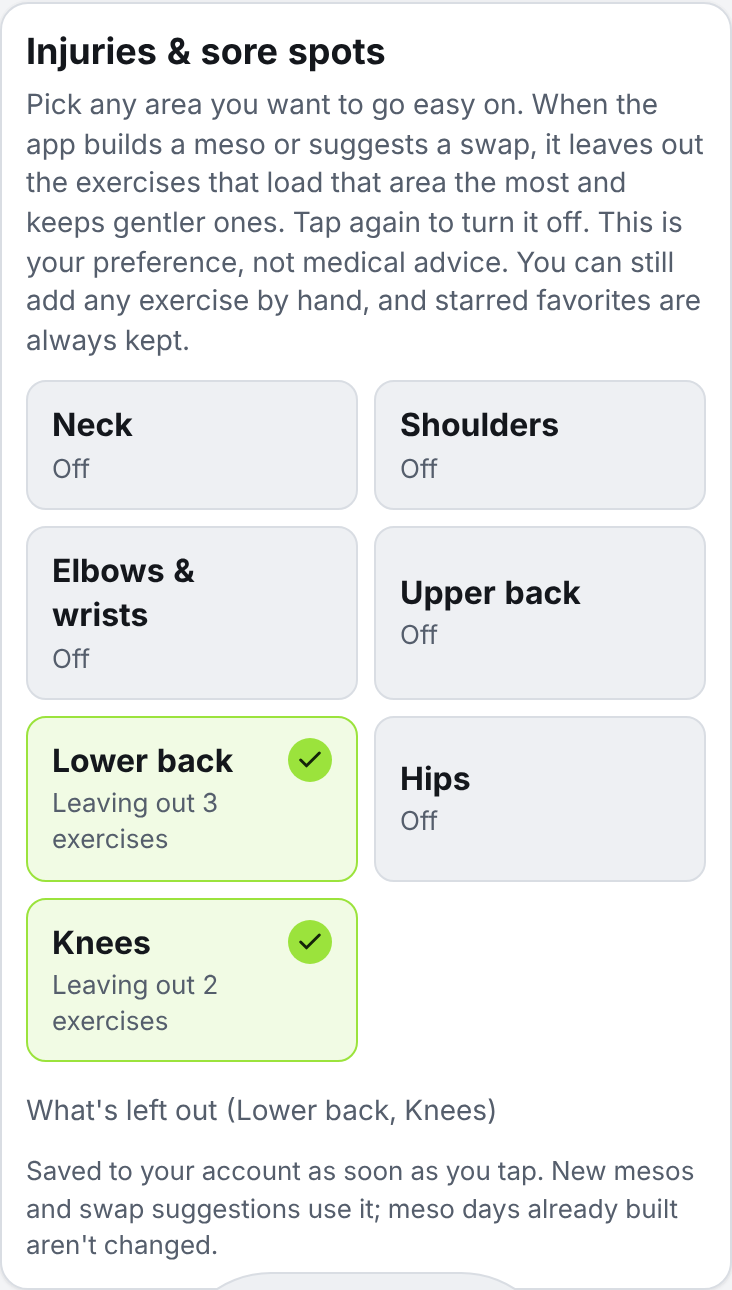 Injuries & sore spots
Pick any area you want to go easy on. When the
app builds a meso or suggests a swap, it leaves out
the exercises that load that area the most and
keeps gentler ones. Tap again to turn it off. This is
your preference, not medical advice. You can still
add any exercise by hand, and starred favorites are
always kept.
Neck
Off
Shoulders
Off
Elbows &
wrists
Off
Upper back
Off
Lower back
Leaving out 3
exercises
Hips
Off
Knees
Leaving out 2
exercises
What's left out (Lower back, Knees)
Saved to your account as soon as you tap. New mesos
and swap suggestions use it; meso days already built
aren't changed.